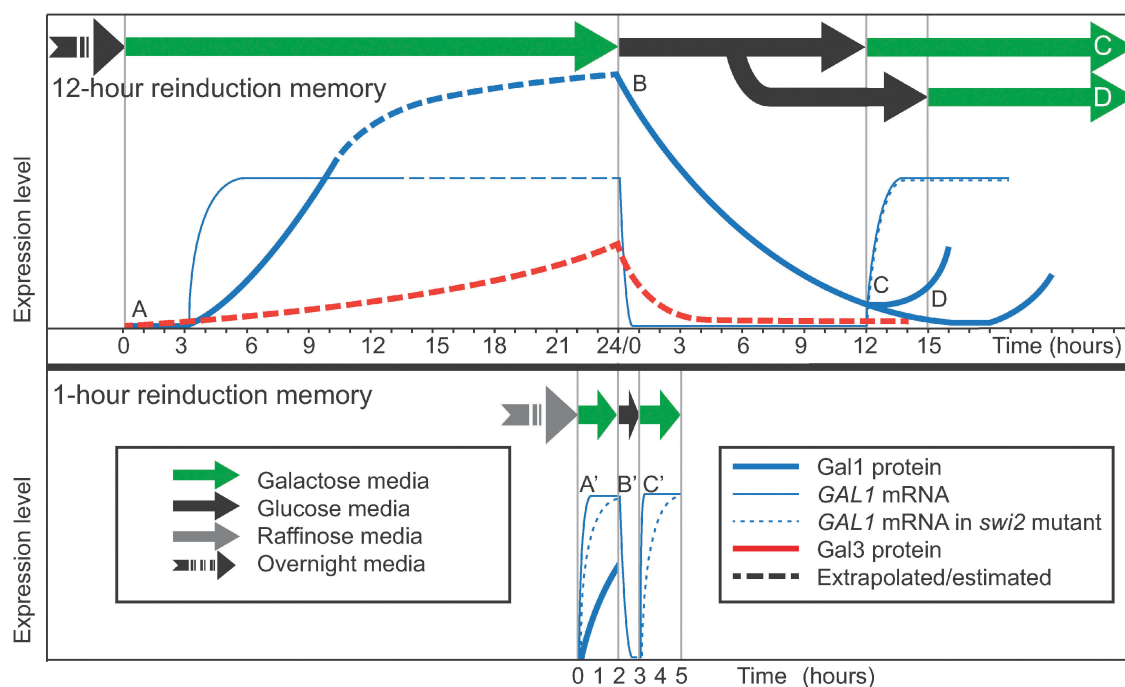 C
12-hour reinduction memory
B
D
Expression level
A
C
D
0 3 6 9 12 15 18 21 24/0 3 6 9 12 15 Time (hours)
1-hour reinduction memory
Galactose media
Glucose media
Raffinose media
Overnight media
A' B' C'
Gal1 protein
GAL1 mRNA
GAL1 mRNA in swi2 mutant
Gal3 protein
Extrapolated/estimated
Expression level
0 1 2 3 4 5 Time (hours)